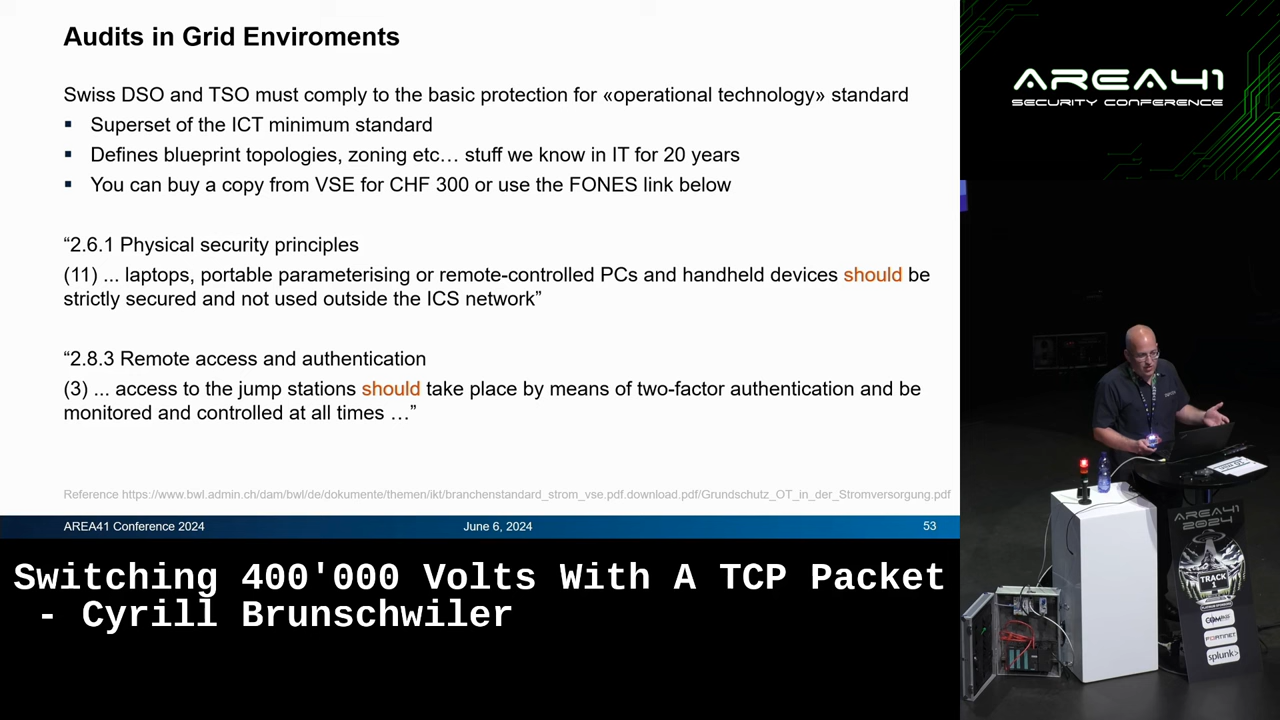 Audits in Grid Enviroments
Swiss DSO and TSO must comply to the basic protection for «operational technology» standard
▪ Superset of the ICT minimum standard
▪ Defines blueprint topologies, zoning etc… stuff we know in IT for 20 years
▪ You can buy a copy from VSE for CHF 300 or use the FONES link below
“2.6.1 Physical security principles
(11) ... laptops, portable parameterising or remote-controlled PCs and handheld devices should be
strictly secured and not used outside the ICS network”
“2.8.3 Remote access and authentication
(3) ... access to the jump stations should take place by means of two-factor authentication and be
monitored and controlled at all times …”
Reference https://www.bwl.admin.ch/dam/bwl/de/dokumente/themen/ikt/branchenstandard_strom_vse.pdf.download.pdf/Grundschutz_OT_in_der_Stromversorgung.pdf
AREA41 Conference 2024 June 6, 2024 53
Switching 400'000 Volts With A TCP Packet
- Cyrill Brunschwiler
AREA41
SECURITY CONFERENCE
AREA41
2024
TRACK
1
FORTINET
splunk>